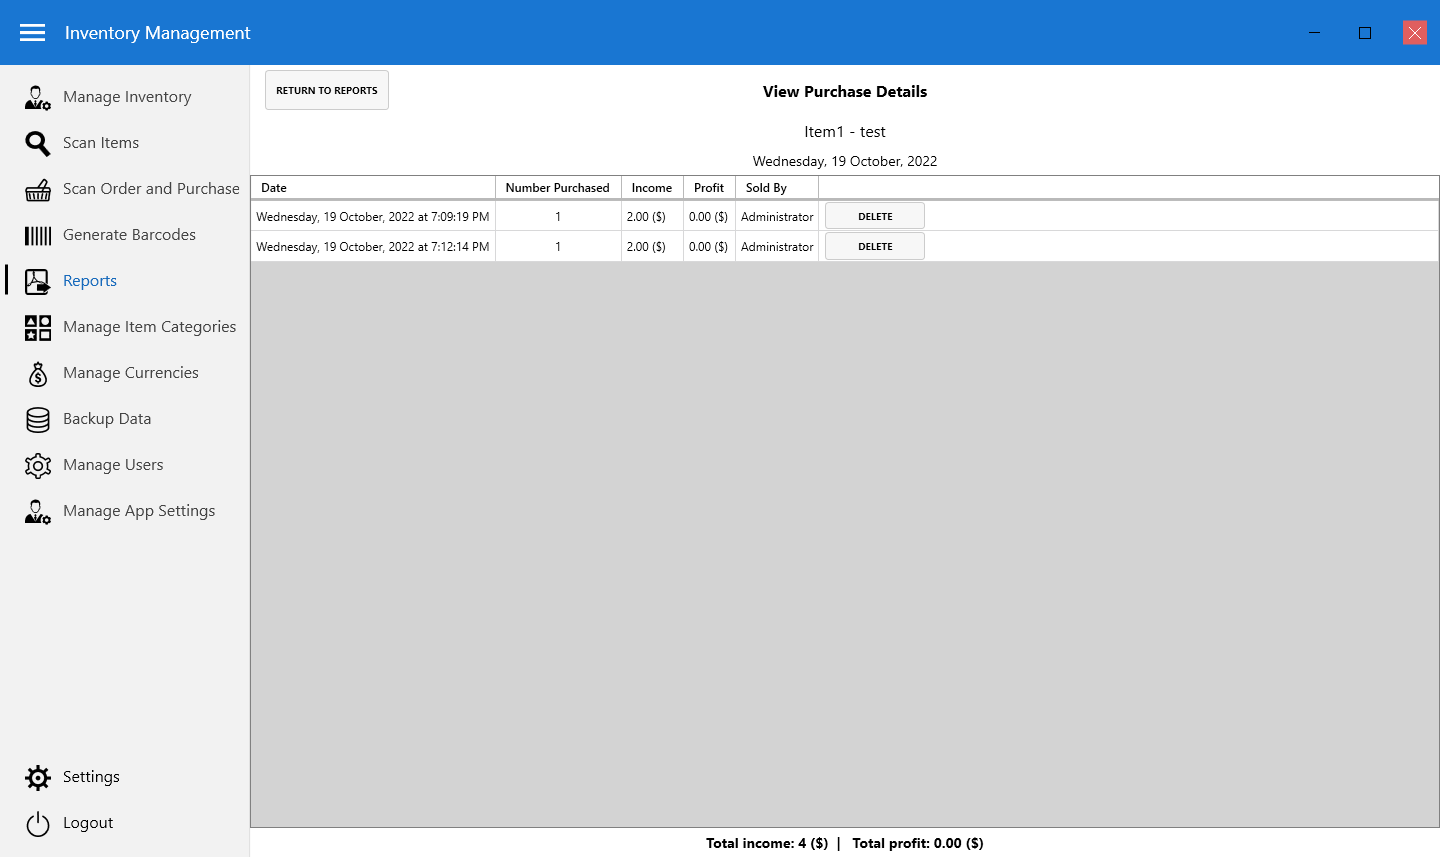 Inventory Management
Manage Inventory
Scan Items
Scan Order and Purchase
Generate Barcodes
Reports
Manage Item Categories
Manage Currencies
Backup Data
Manage Users
Manage App Settings
Settings
Logout
RETURN TO REPORTS
View Purchase Details
Item1 - test
Wednesday, 19 October, 2022
Date Number Purchased Income Profit Sold By
Wednesday, 19 October, 2022 at 7:09:19 PM 1 2.00 ($) 0.00 ($) Administrator DELETE
Wednesday, 19 October, 2022 at 7:12:14 PM 1 2.00 ($) 0.00 ($) Administrator DELETE
Total income: 4 ($) | Total profit: 0.00 ($)